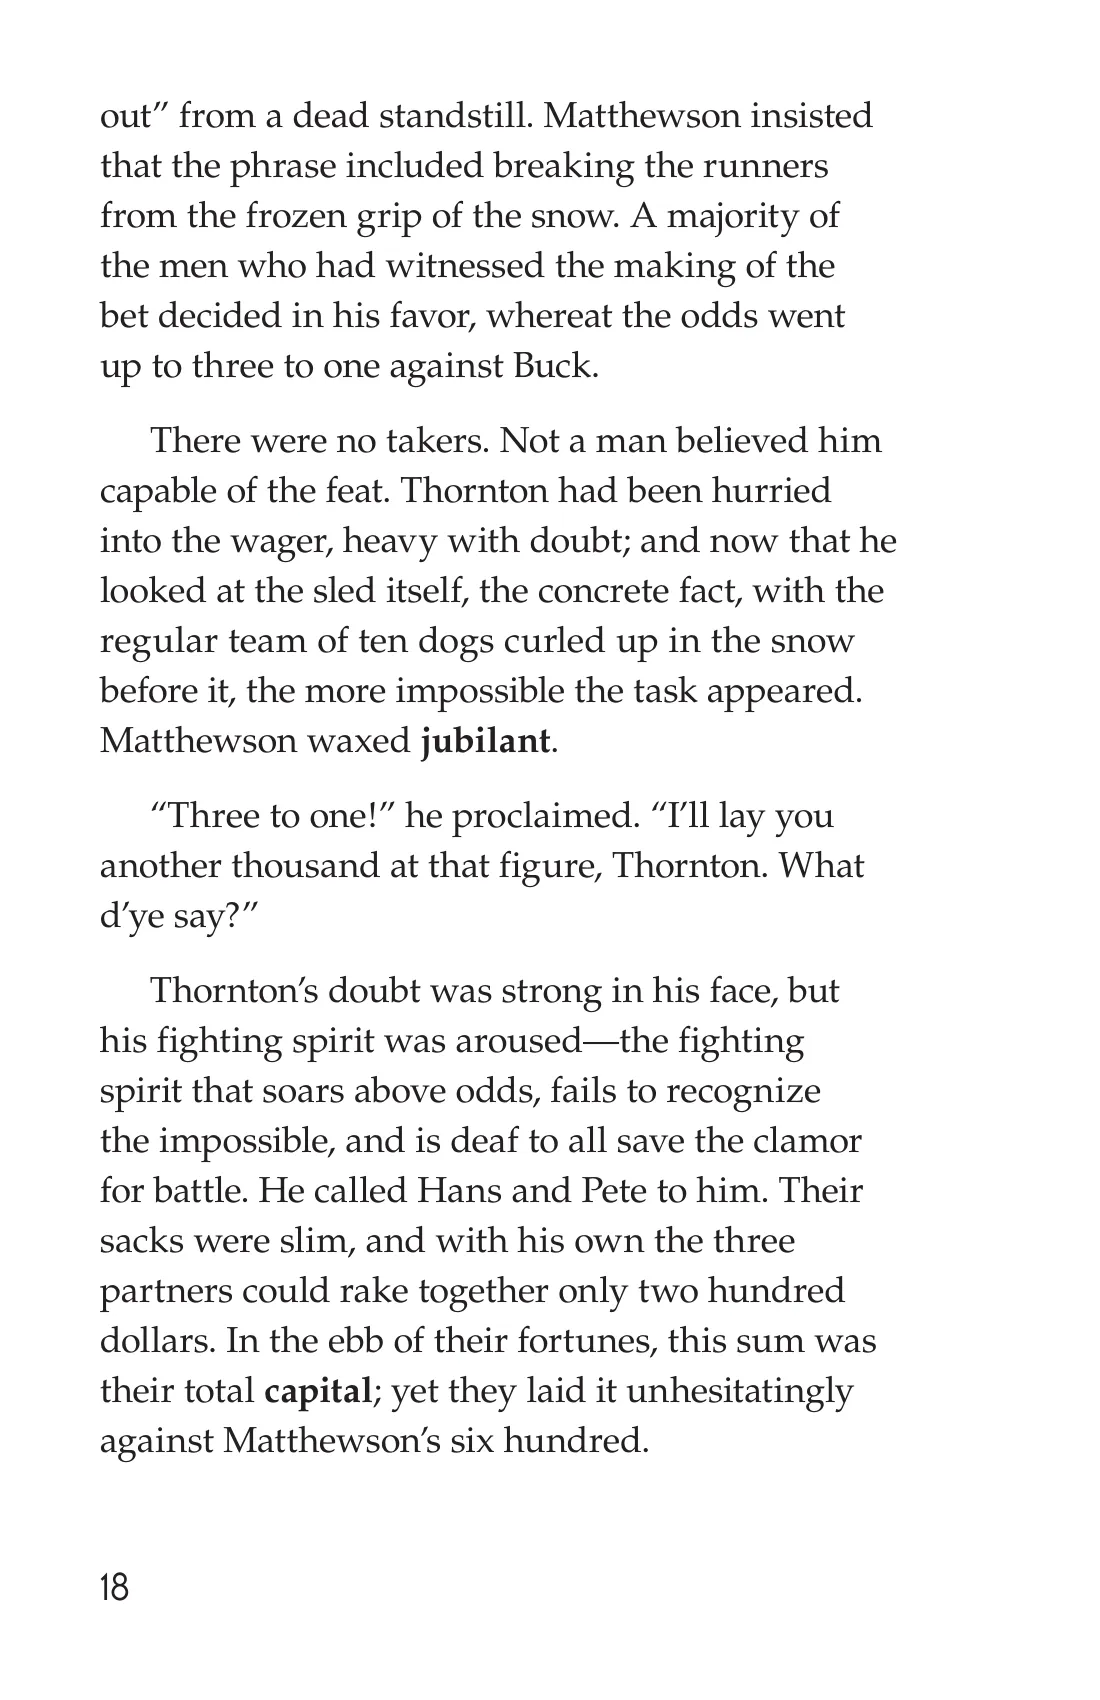 out” from a dead standstill. Matthewson insisted
that the phrase included breaking the runners
from the frozen grip of the snow. A majority of
the men who had witnessed the making of the
bet decided in his favor, whereat the odds went
up to three to one against Buck.
There were no takers. Not a man believed him
capable of the feat. Thornton had been hurried
into the wager, heavy with doubt; and now that he
looked at the sled itself, the concrete fact, with the
regular team of ten dogs curled up in the snow
before it, the more impossible the task appeared.
Matthewson waxed jubilant.
“Three to one!” he proclaimed. “I’ll lay you
another thousand at that figure, Thornton. What
d’ye say?”
Thornton’s doubt was strong in his face, but
his fighting spirit was aroused—the fighting
spirit that soars above odds, fails to recognize
the impossible, and is deaf to all save the clamor
for battle. He called Hans and Pete to him. Their
sacks were slim, and with his own the three
partners could rake together only two hundred
dollars. In the ebb of their fortunes, this sum was
their total capital; yet they laid it unhesitatingly
against Matthewson’s six hundred.
18